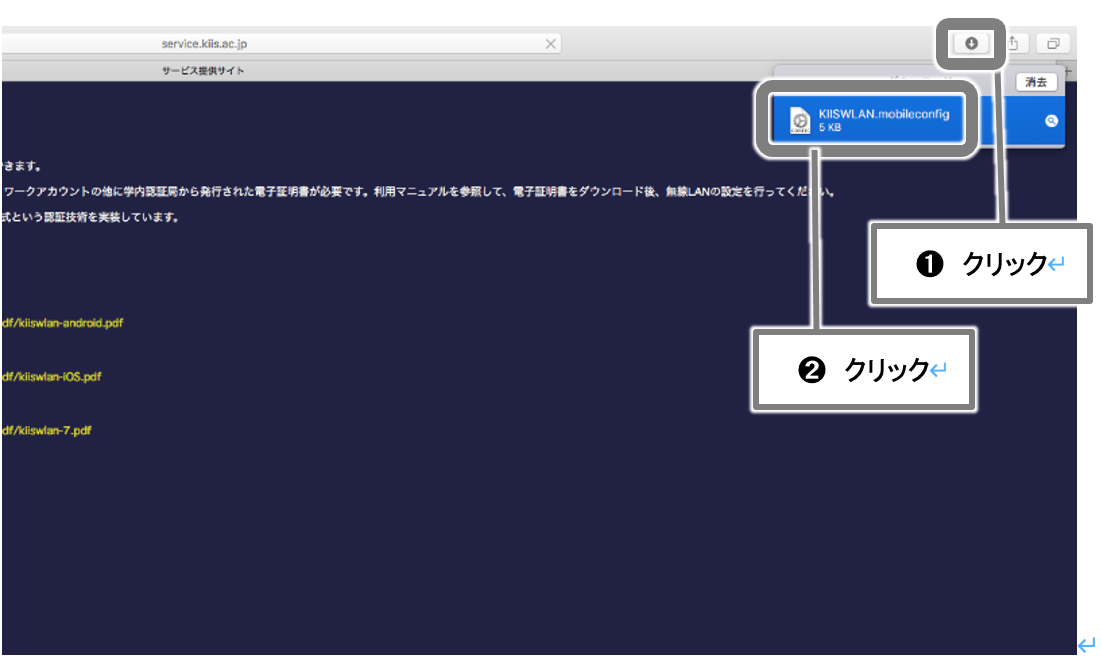 service.kiis.ac.jp
サービス提供サイト
消去
KIISWLAN.mobileconfig
5 KB
きます。
ワークアカウントの他に学内認証局から発行された電子証明書が必要です。利用マニュアルを参照して、電子証明書をダウンロード後、無線LANの設定を行ってください。
式という認証技術を実装しています。
❶ クリック↵
df/kiiswlan-android.pdf
❷ クリック↵
df/kiiswlan-iOS.pdf
df/kiiswlan-7.pdf
↵